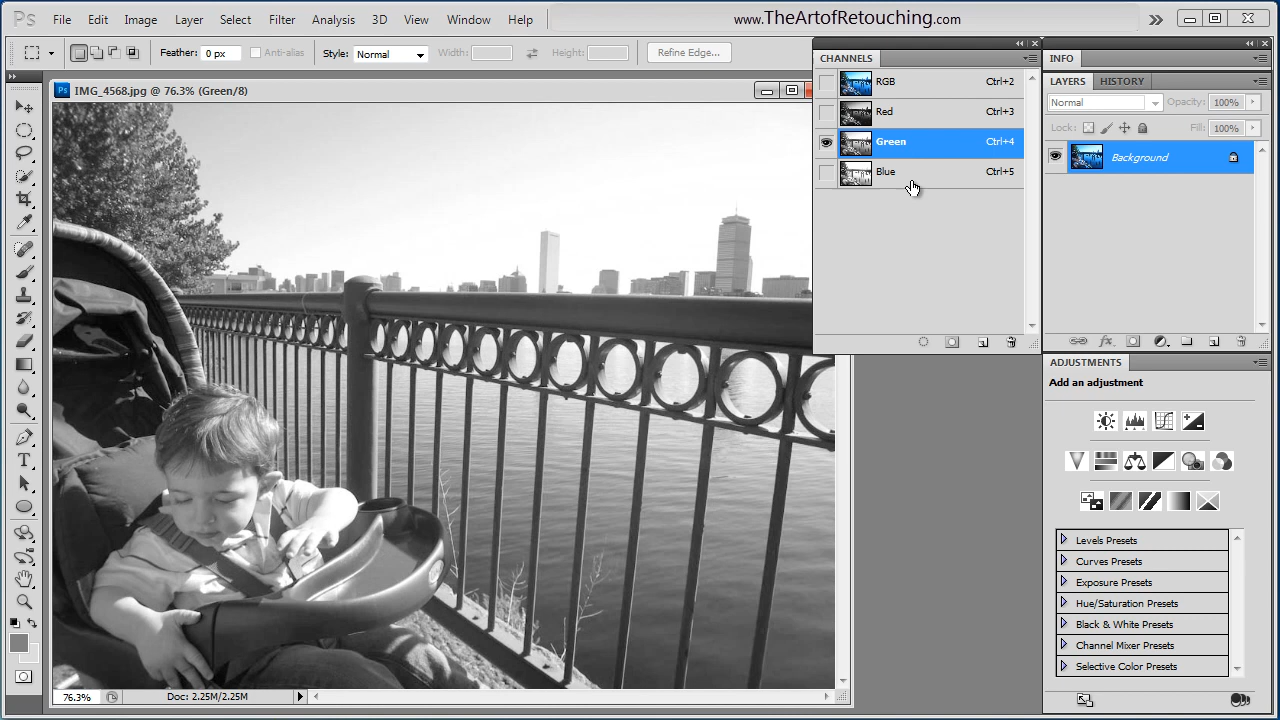 Ps File Edit Image Layer Select Filter Analysis 3D View Window Help www.TheArtofRetouching.com
Feather: 0 px Anti-alias Style: Normal Width: Height: Refine Edge...
Ps IMG_4568.jpg @ 76.3% (Green/8)
CHANNELS
RGB Ctrl+2
Red Ctrl+3
Green Ctrl+4
Blue Ctrl+5
INFO
LAYERS HISTORY
Normal Opacity: 100%
Lock: Fill: 100%
Background
fx
ADJUSTMENTS
Add an adjustment
Levels Presets
Curves Presets
Exposure Presets
Hue/Saturation Presets
Black & White Presets
Channel Mixer Presets
Selective Color Presets
T
76.3% Doc: 2.25M/2.25M